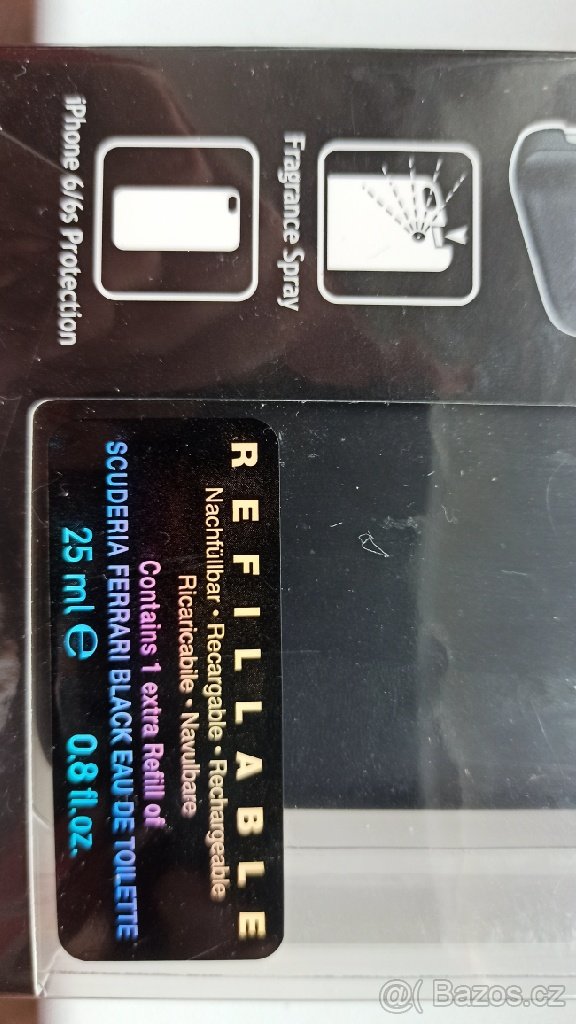 Fragrance Spray
iPhone 6/6s Protection
REFILLABLE
Nachfüllbar • Recargable • Rechargeable
Ricaricabile • Navulbare
Contains 1 extra Refill of
SCUDERIA FERRARI BLACK EAU DE TOILETTE
25 ml ℮ 0.8 fl.oz.
@( Bazos.cz